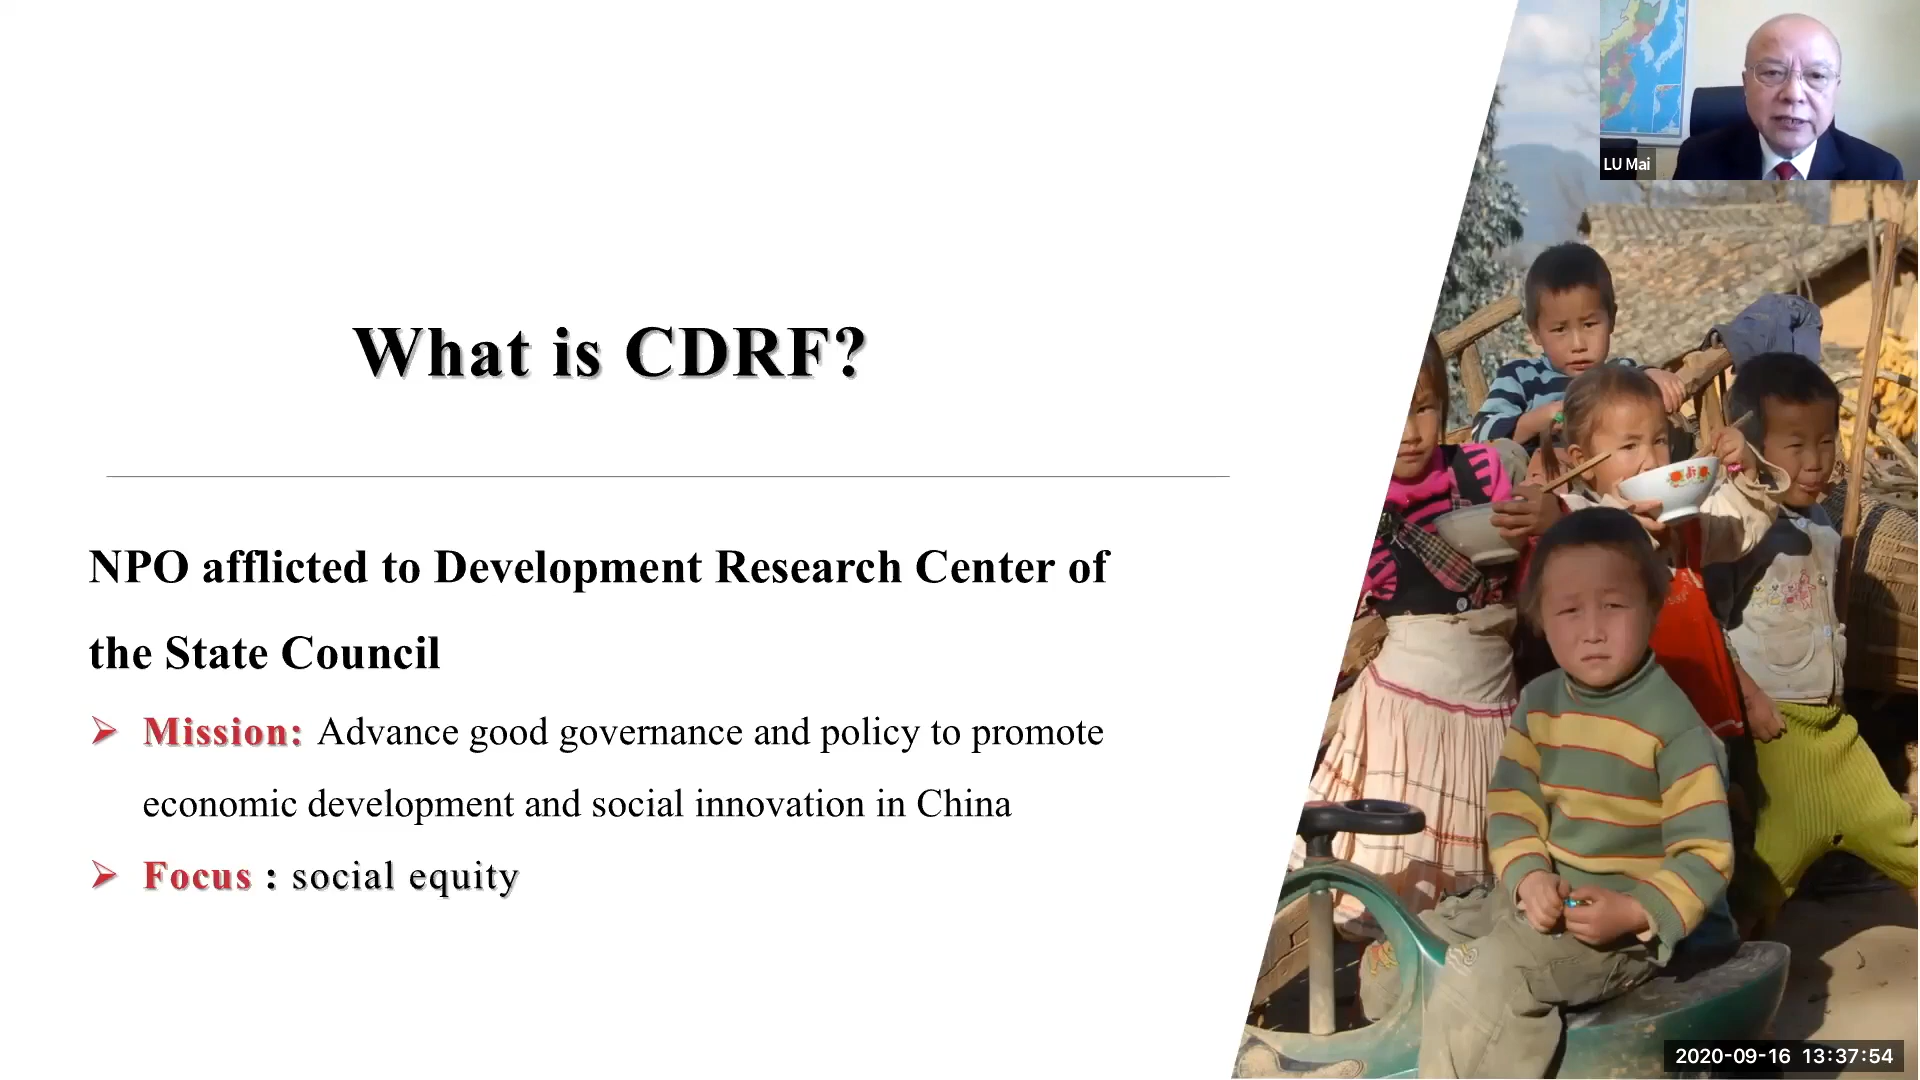 LU Mai
What is CDRF?
NPO afflicted to Development Research Center of
the State Council
Mission: Advance good governance and policy to promote
economic development and social innovation in China
Focus : social equity
2020-09-16 13:37:54